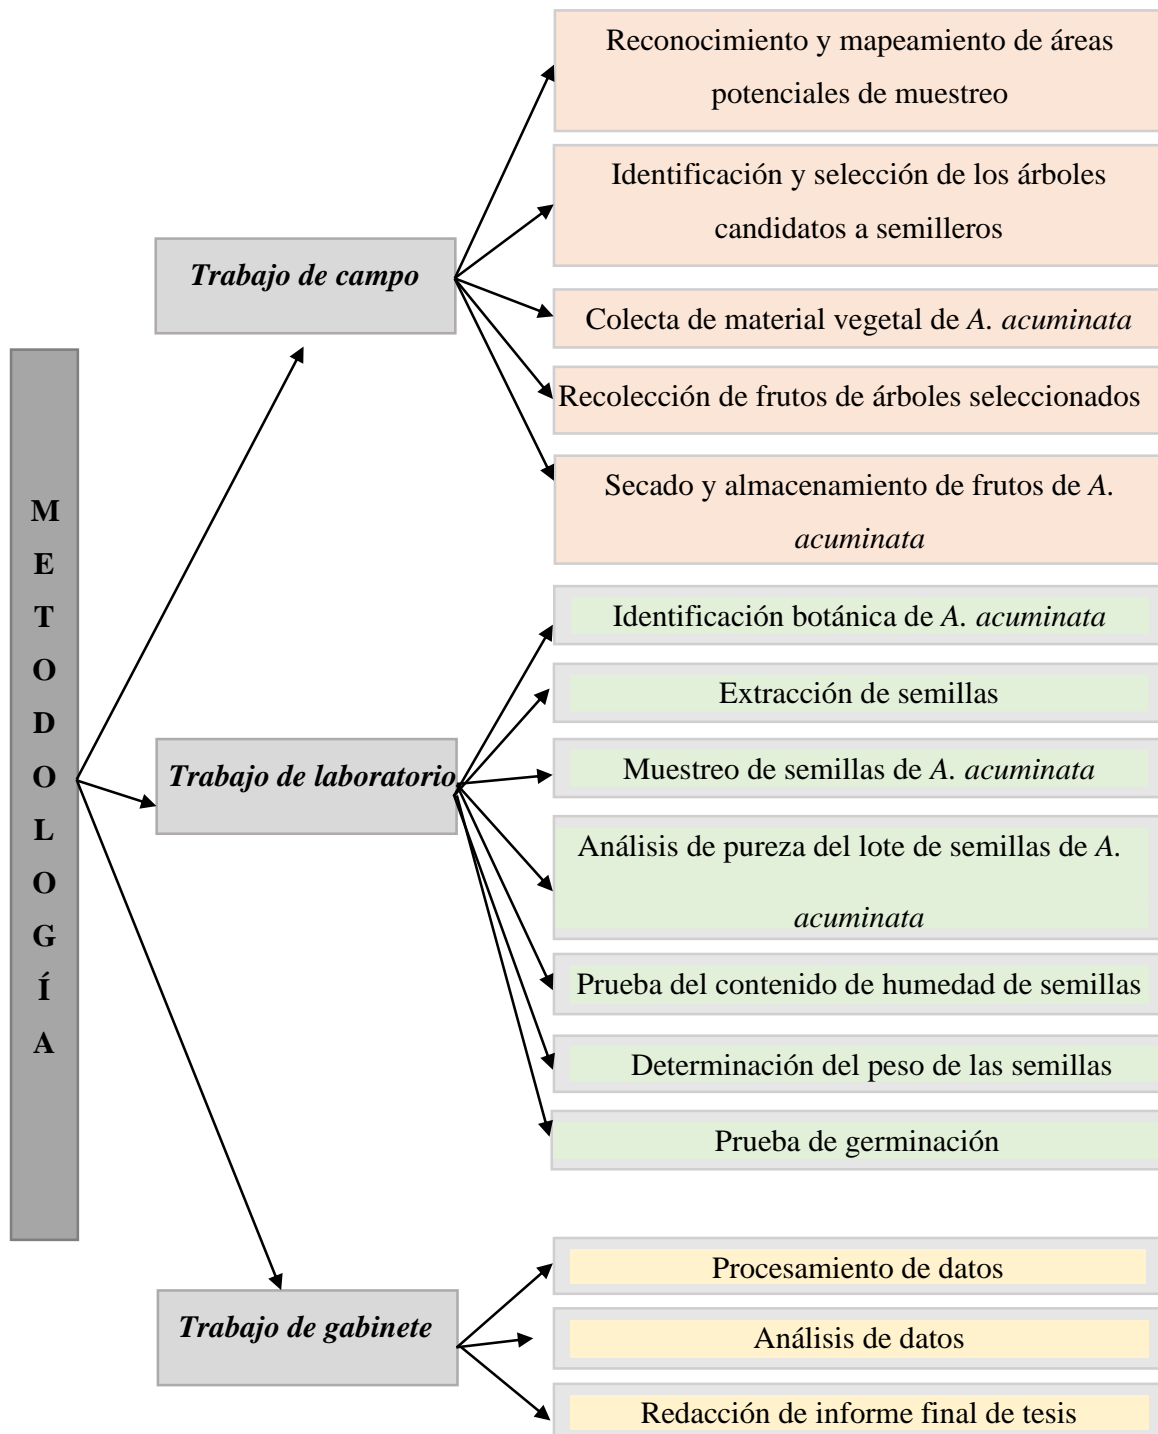 METODOLOGÍA
Trabajo de campo
Reconocimiento y mapeamiento de áreas
potenciales de muestreo
Identificación y selección de los árboles
candidatos a semilleros
Colecta de material vegetal de A. acuminata
Recolección de frutos de árboles seleccionados
Secado y almacenamiento de frutos de A.
acuminata
Trabajo de laboratorio
Identificación botánica de A. acuminata
Extracción de semillas
Muestreo de semillas de A. acuminata
Análisis de pureza del lote de semillas de A.
acuminata
Prueba del contenido de humedad de semillas
Determinación del peso de las semillas
Prueba de germinación
Trabajo de gabinete
Procesamiento de datos
Análisis de datos
Redacción de informe final de tesis